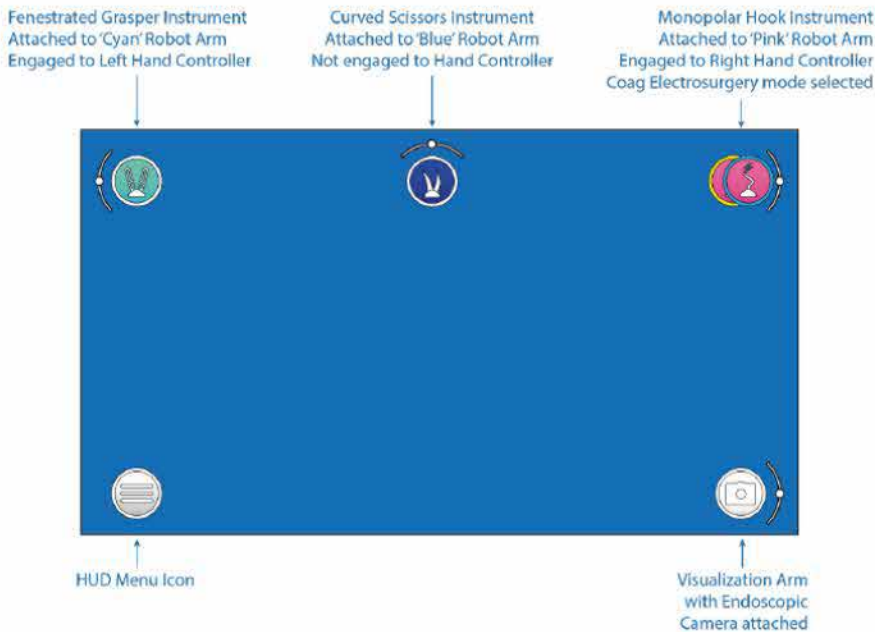 Fenestrated Grasper Instrument
Attached to 'Cyan' Robot Arm
Engaged to Left Hand Controller
Curved Scissors Instrument
Attached to 'Blue' Robot Arm
Not engaged to Hand Controller
Monopolar Hook Instrument
Attached to 'Pink' Robot Arm
Engaged to Right Hand Controller
Coag Electrosurgery mode selected
HUD Menu Icon
Visualization Arm
with Endoscopic
Camera attached